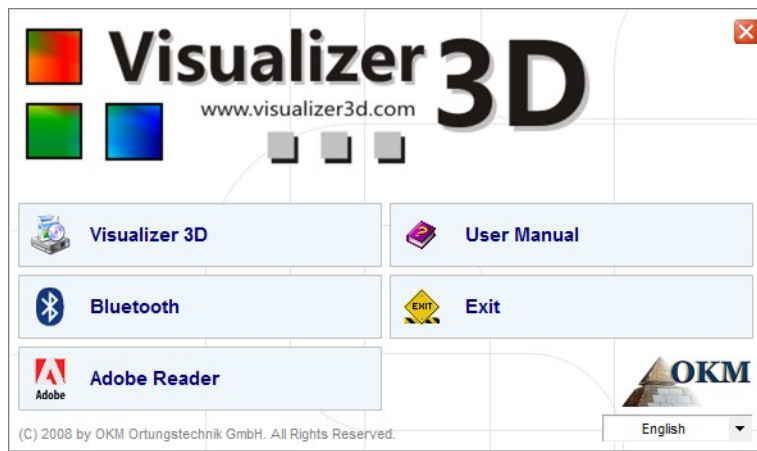 Visualizer 3D
www.visualizer3d.com
Visualizer 3D
User Manual
Bluetooth
EXIT
Exit
Adobe
Adobe Reader
OKM
(C) 2008 by OKM Ortungstechnik GmbH. All Rights Reserved.
English